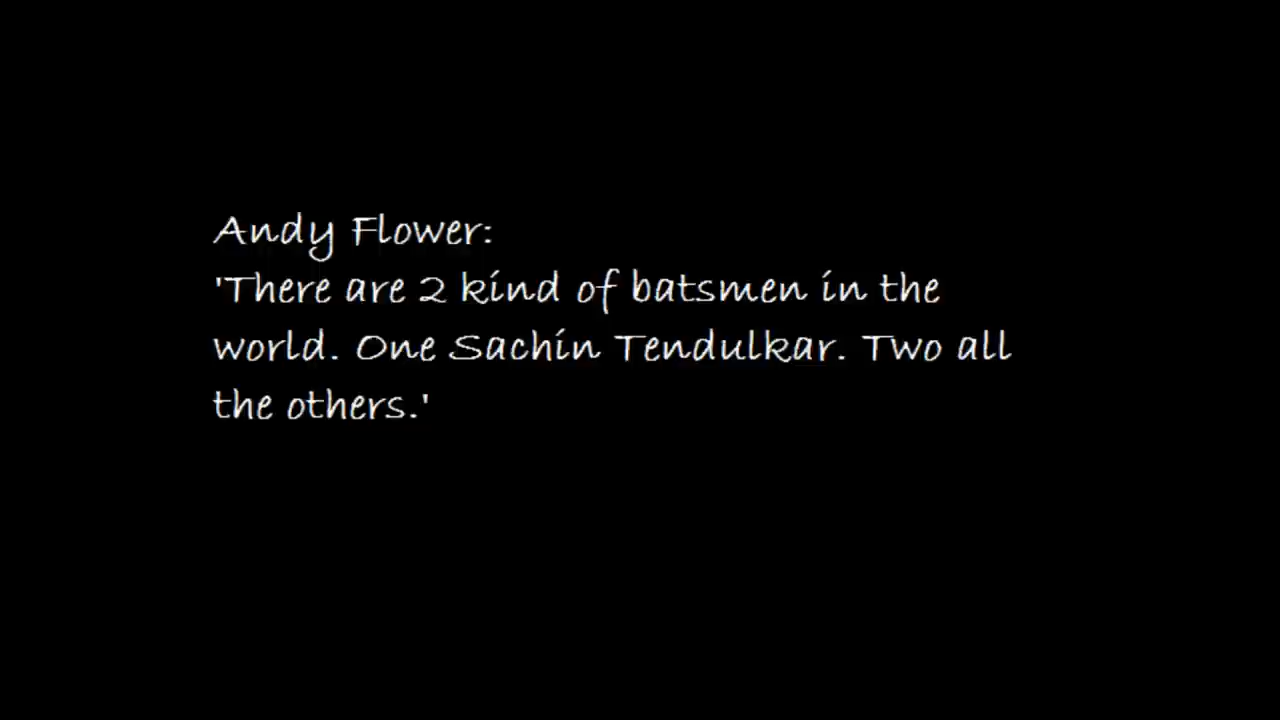 Andy Flower:
'There are 2 kind of batsmen in the
world. One Sachin Tendulkar. Two all
the others.'